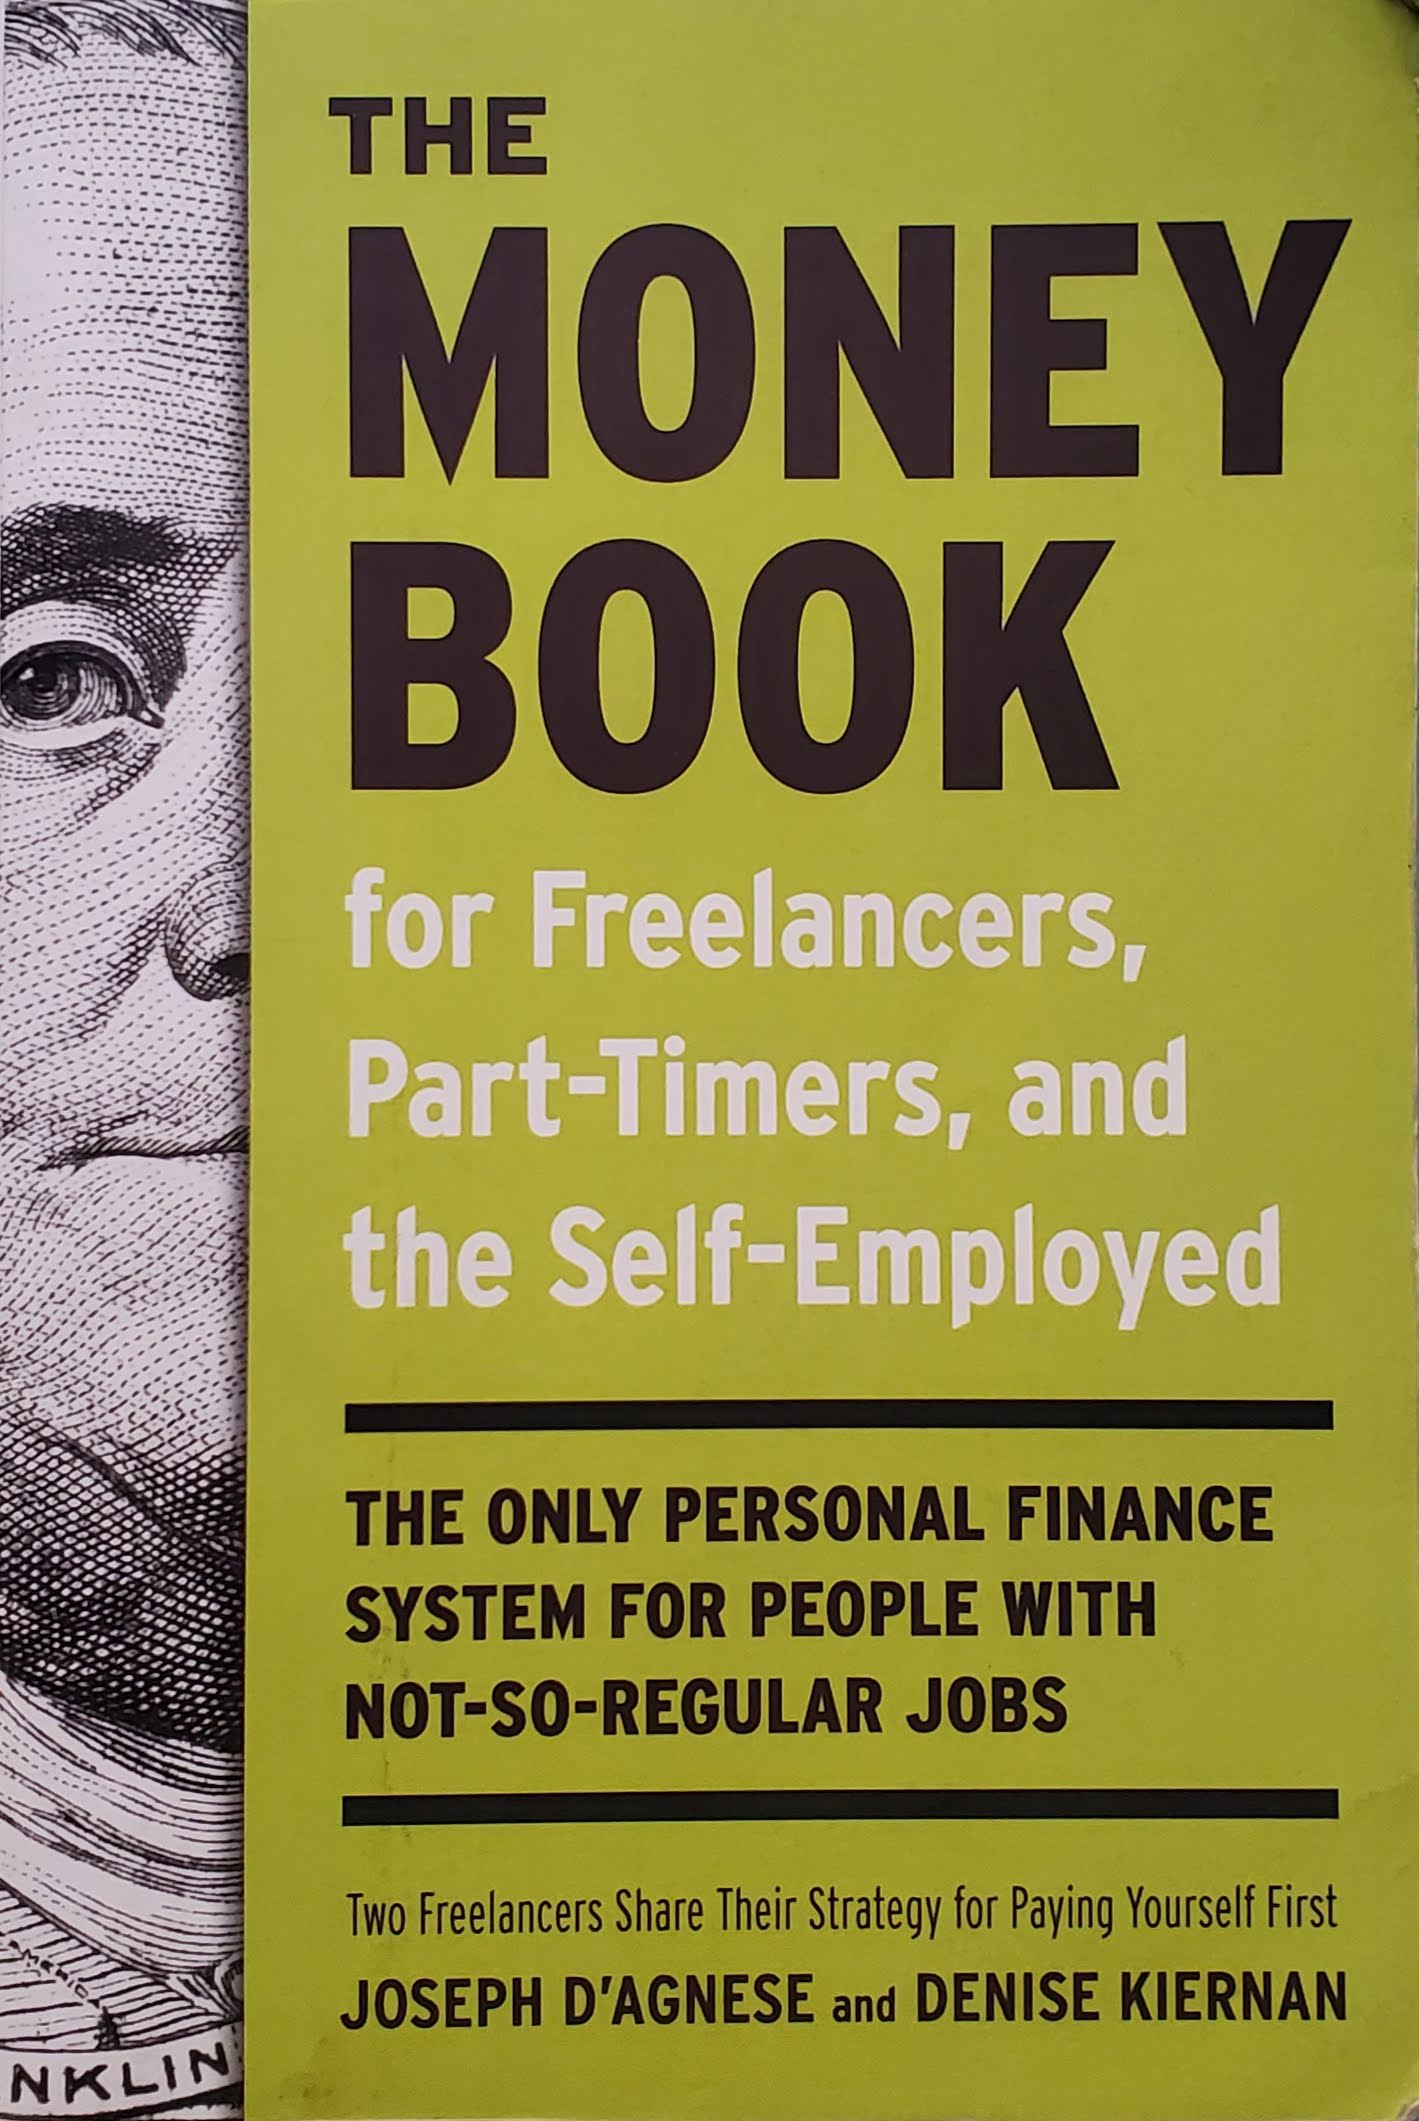 THE
MONEY
BOOK
for Freelancers,
Part-Timers, and
the Self-Employed
THE ONLY PERSONAL FINANCE
SYSTEM FOR PEOPLE WITH
NOT-SO-REGULAR JOBS
Two Freelancers Share Their Strategy for Paying Yourself First
JOSEPH D'AGNESE and DENISE KIERNAN
NKLIN